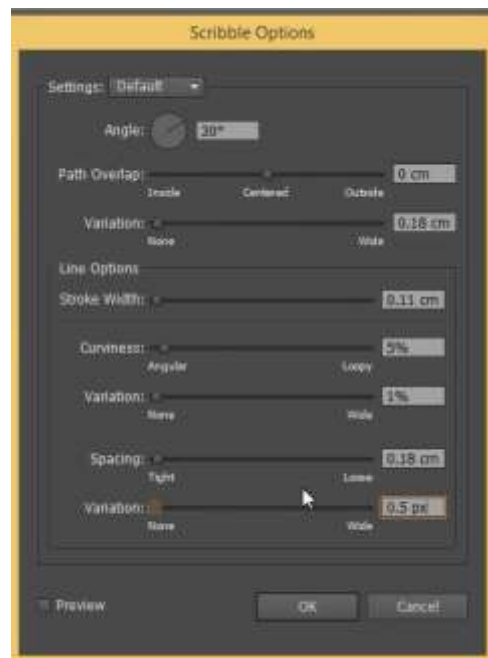 Scribble Options
Settings: Default
Angle: 30°
Path Overlap: 0 cm
Inside Centered Outside
Variation: 0.18 cm
None Wide
Line Options
Stroke Width: 0.11 cm
Curviness: 5%
Angular Loopy
Variation: 1%
None Wide
Spacing: 0.18 cm
Tight Loose
Variation: 0.5 px
None Wide
Preview OK Cancel